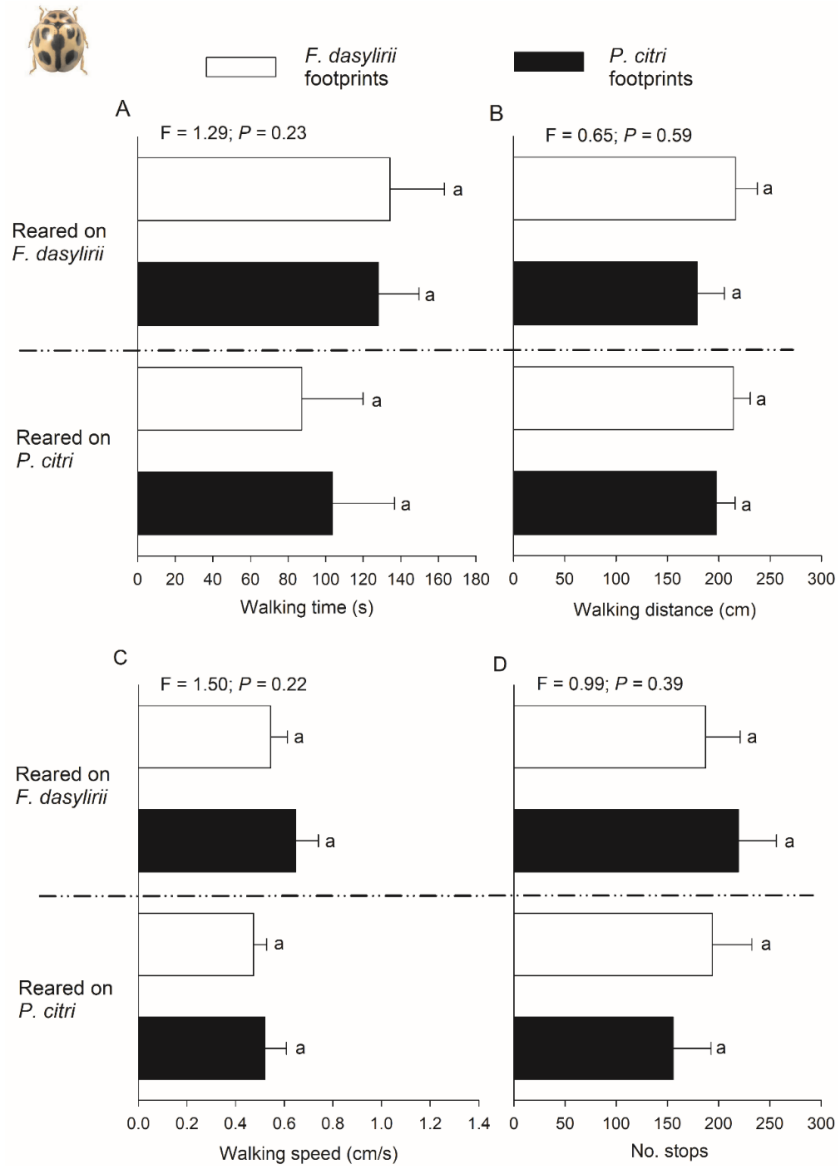 F. dasylirii
footprints
P. citri
footprints
A
F = 1.29; P = 0.23
B
F = 0.65; P = 0.59
Reared on
F. dasylirii
a
a
a
a
Reared on
P. citri
a
a
a
a
0 20 40 60 80 100 120 140 160 180
Walking time (s)
0 50 100 150 200 250 300
Walking distance (cm)
C
F = 1.50; P = 0.22
D
F = 0.99; P = 0.39
Reared on
F. dasylirii
a
a
a
a
Reared on
P. citri
a
a
a
a
0.0 0.2 0.4 0.6 0.8 1.0 1.2 1.4
Walking speed (cm/s)
0 50 100 150 200 250 300
No. stops